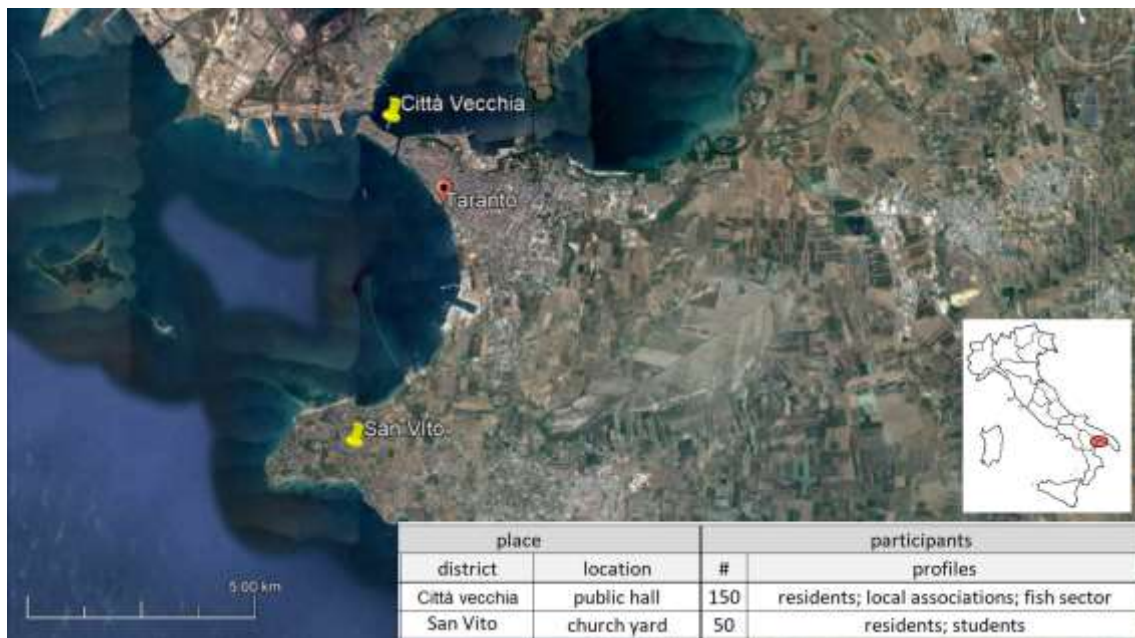 Città Vecchia
Taranto
San Vito
5.00 km
place participants
district location # profiles
Città vecchia public hall 150 residents; local associations; fish sector
San Vito church yard 50 residents; students